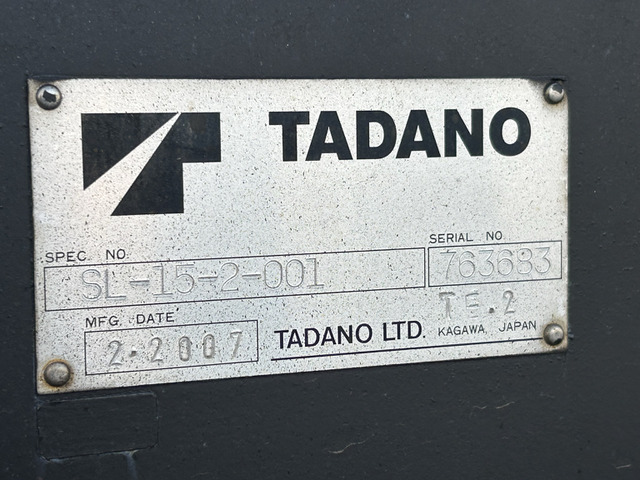 TADANO
SPEC NO.
SL-15-2-001
SERIAL NO.
763683
MFG. DATE
2.2007
TADANO LTD.
TE.2
KAGAWA, JAPAN